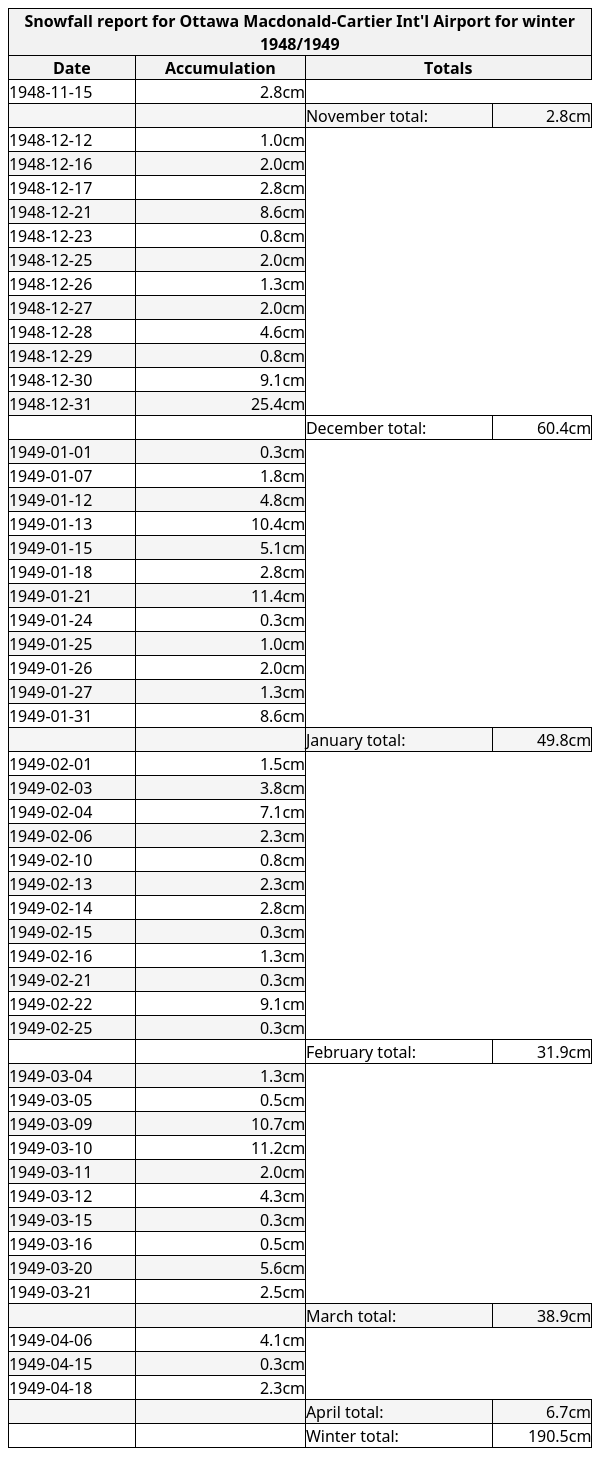 Snowfall report for Ottawa Macdonald-Cartier Int'l Airport for winter
1948/1949
Date Accumulation Totals
1948-11-15 2.8cm
November total: 2.8cm
1948-12-12 1.0cm
1948-12-16 2.0cm
1948-12-17 2.8cm
1948-12-21 8.6cm
1948-12-23 0.8cm
1948-12-25 2.0cm
1948-12-26 1.3cm
1948-12-27 2.0cm
1948-12-28 4.6cm
1948-12-29 0.8cm
1948-12-30 9.1cm
1948-12-31 25.4cm
December total: 60.4cm
1949-01-01 0.3cm
1949-01-07 1.8cm
1949-01-12 4.8cm
1949-01-13 10.4cm
1949-01-15 5.1cm
1949-01-18 2.8cm
1949-01-21 11.4cm
1949-01-24 0.3cm
1949-01-25 1.0cm
1949-01-26 2.0cm
1949-01-27 1.3cm
1949-01-31 8.6cm
January total: 49.8cm
1949-02-01 1.5cm
1949-02-03 3.8cm
1949-02-04 7.1cm
1949-02-06 2.3cm
1949-02-10 0.8cm
1949-02-13 2.3cm
1949-02-14 2.8cm
1949-02-15 0.3cm
1949-02-16 1.3cm
1949-02-21 0.3cm
1949-02-22 9.1cm
1949-02-25 0.3cm
February total: 31.9cm
1949-03-04 1.3cm
1949-03-05 0.5cm
1949-03-09 10.7cm
1949-03-10 11.2cm
1949-03-11 2.0cm
1949-03-12 4.3cm
1949-03-15 0.3cm
1949-03-16 0.5cm
1949-03-20 5.6cm
1949-03-21 2.5cm
March total: 38.9cm
1949-04-06 4.1cm
1949-04-15 0.3cm
1949-04-18 2.3cm
April total: 6.7cm
Winter total: 190.5cm